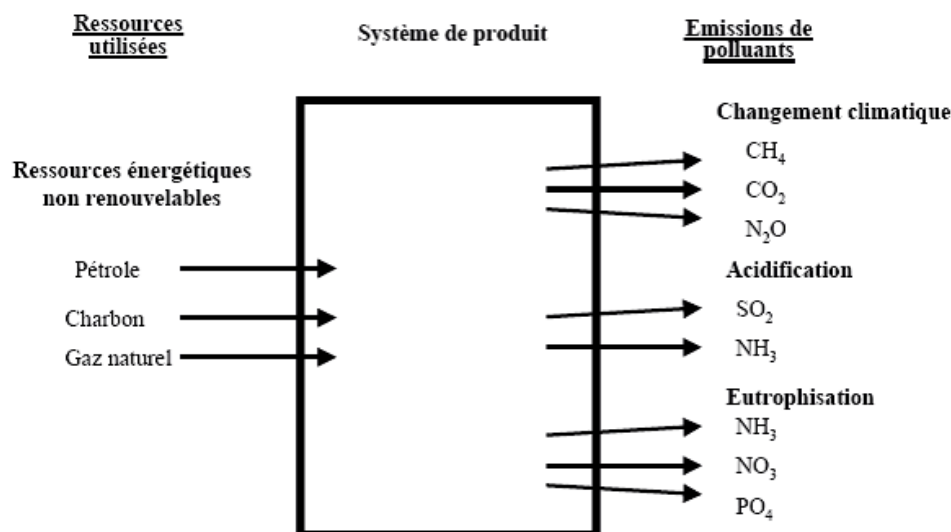 Ressources
utilisées
Système de produit
Emissions de
polluants
Ressources énergétiques
non renouvelables
Pétrole
Charbon
Gaz naturel
Changement climatique
CH₄
CO₂
N₂O
Acidification
SO₂
NH₃
Eutrophisation
NH₃
NO₃
PO₄